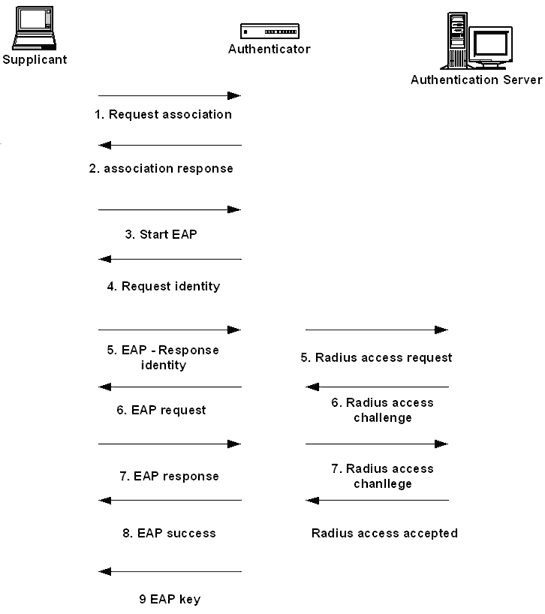 Supplicant
Authenticator
Authentication Server
1. Request association
2. association response
3. Start EAP
4. Request identity
5. EAP - Response
identity
5. Radius access request
6. EAP request
6. Radius access
challenge
7. EAP response
7. Radius access
chanllege
8. EAP success
Radius access accepted
9 EAP key